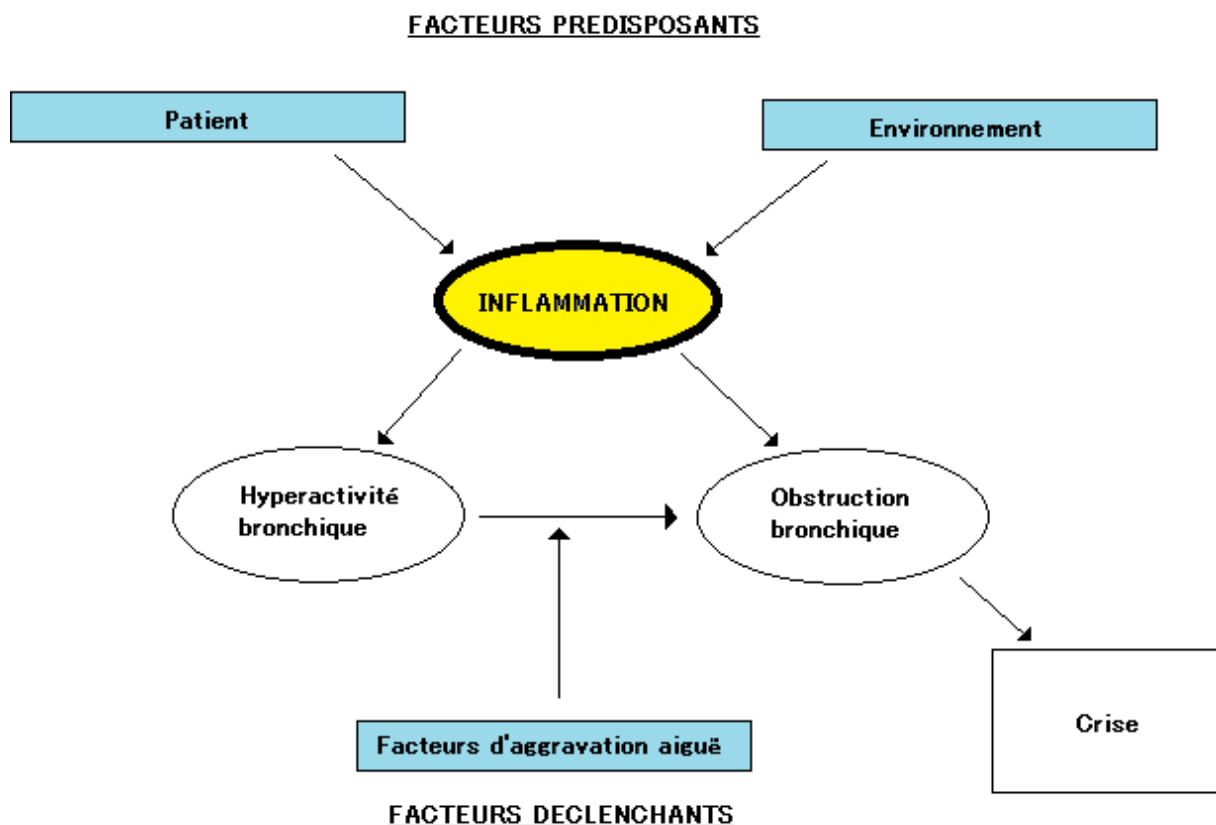 FACTEURS PREDISPOSANTS
Patient
Environnement
INFLAMMATION
Hyperactivité
bronchique
Obstruction
bronchique
Crise
Facteurs d'aggravation aiguë
FACTEURS DECLENCHANTS